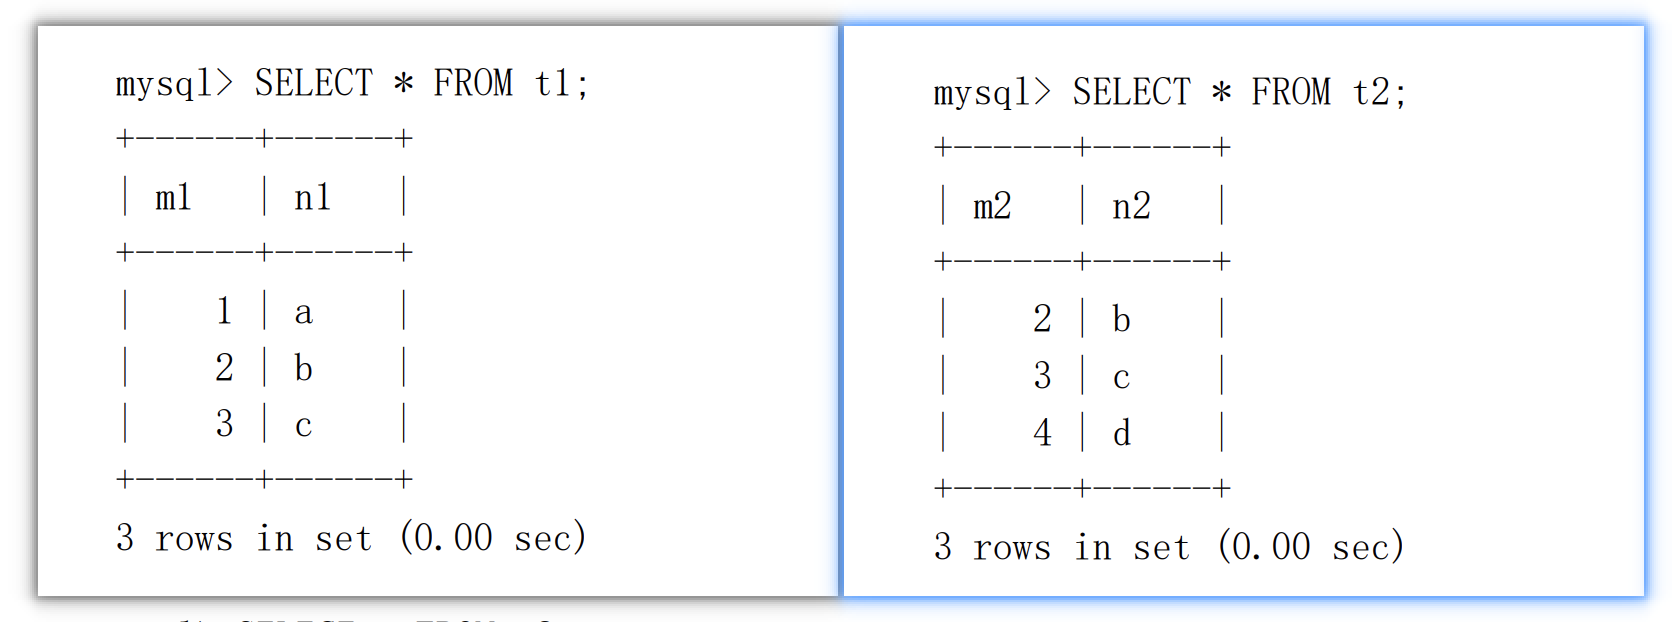 mysql> SELECT * FROM t1;
+------+------+
| m1   | n1   |
+------+------+
|    1 | a    |
|    2 | b    |
|    3 | c    |
+------+------+
3 rows in set (0.00 sec)
mysql> SELECT * FROM t2;
+------+------+
| m2   | n2   |
+------+------+
|    2 | b    |
|    3 | c    |
|    4 | d    |
+------+------+
3 rows in set (0.00 sec)